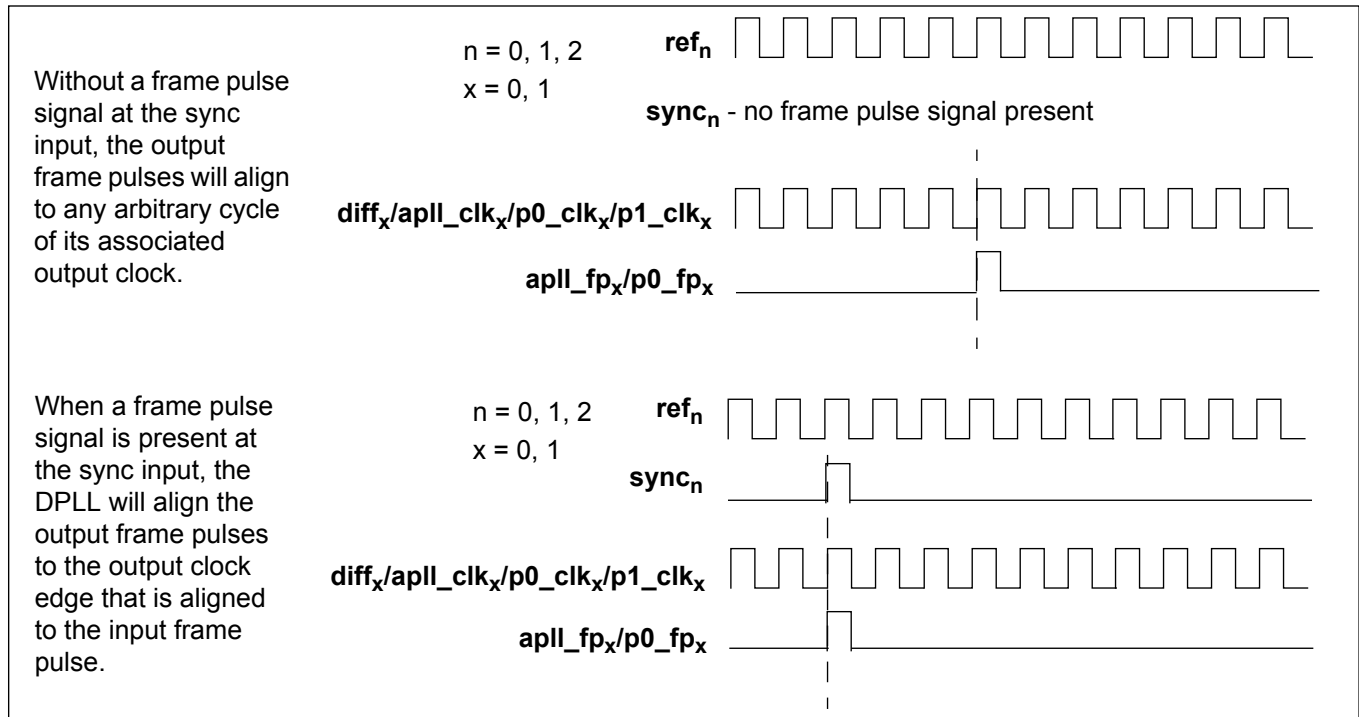 Without a frame pulse
signal at the sync
input, the output
frame pulses will align
to any arbitrary cycle
of its associated
output clock.
n = 0, 1, 2
x = 0, 1
refn
syncn - no frame pulse signal present
diffx/apll_clkx/p0_clkx/p1_clkx
apll_fpx/p0_fpx
When a frame pulse
signal is present at
the sync input, the
DPLL will align the
output frame pulses
to the output clock
edge that is aligned
to the input frame
pulse.
n = 0, 1, 2
x = 0, 1
refn
syncn
diffx/apll_clkx/p0_clkx/p1_clkx
apll_fpx/p0_fpx